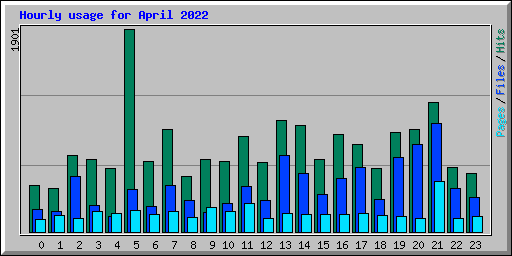 Hourly usage for April 2022
1901
Pages/Files/Hits
0 1 2 3 4 5 6 7 8 9 10 11 12 13 14 15 16 17 18 19 20 21 22 23